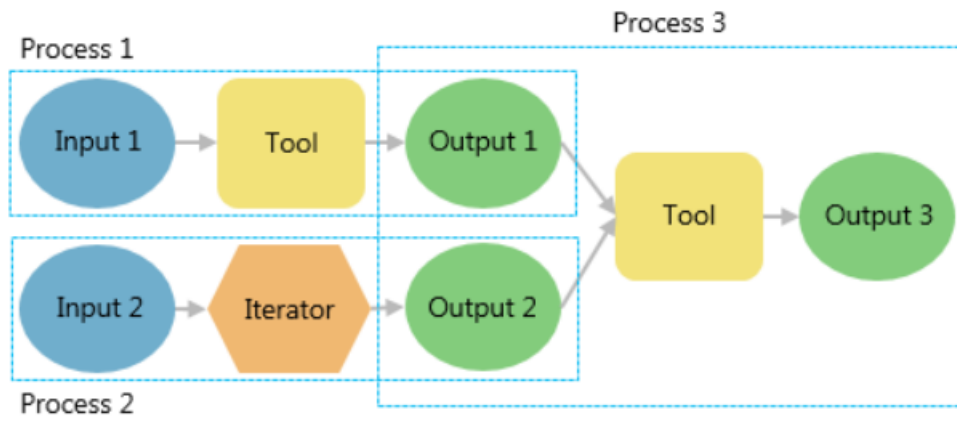 Process 3
Process 1
Input 1
Tool
Output 1
Tool
Output 3
Input 2
Iterator
Output 2
Process 2